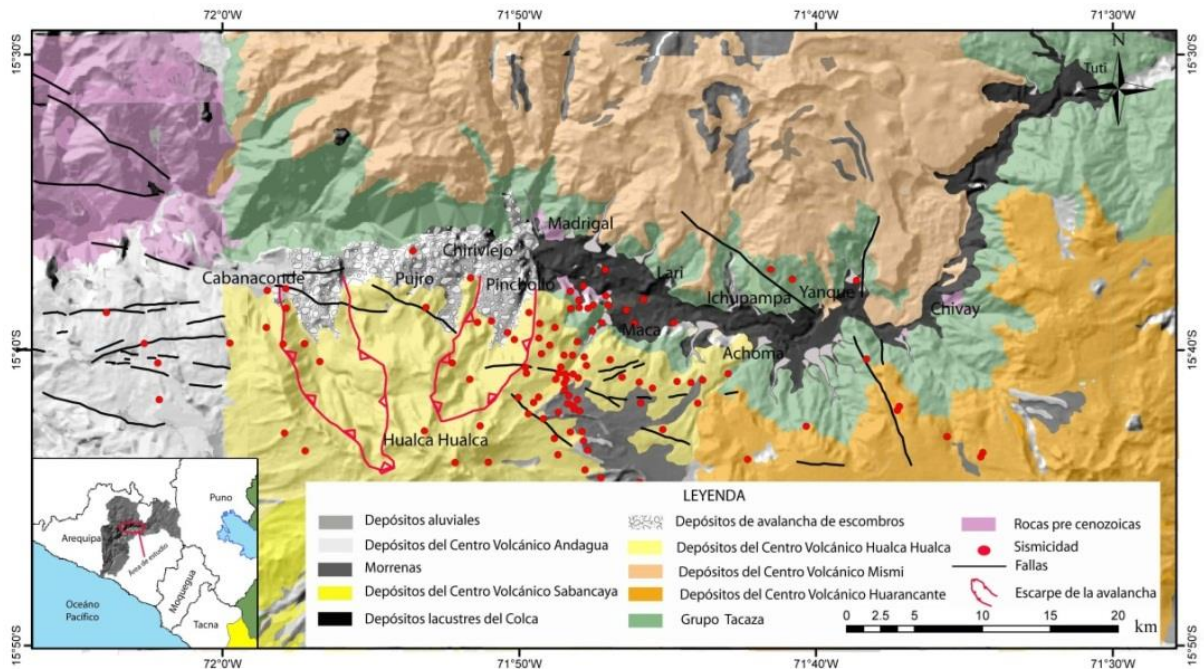 72°0'W
71°50'W
71°40'W
71°30'W
15°30'S
15°30'S
N
Tuti
Madrigal
Chiriviejo
Cabanaconde
Pujro
Pinchollo
Lari
Ichupampa
Yanque
Chivay
Maca
Achoma
15°40'S
15°40'S
Hualca Hualca
LEYENDA
Depósitos aluviales
Depósitos del Centro Volcánico Andagua
Morrenas
Depósitos del Centro Volcánico Sabancaya
Depósitos lacustres del Colca
Depósitos de avalancha de escombros
Depósitos del Centro Volcánico Hualca Hualca
Depósitos del Centro Volcánico Mismi
Depósitos del Centro Volcánico Huarancante
Grupo Tacaza
Rocas pre cenozoicas
Sismicidad
Fallas
Escarpe de la avalancha
0 2.5 5 10 15 20
km
Puno
Arequipa
Área de estudio
Moquegua
Océano
Pacífico
Tacna
15°50'S
15°50'S
72°0'W
71°50'W
71°40'W
71°30'W